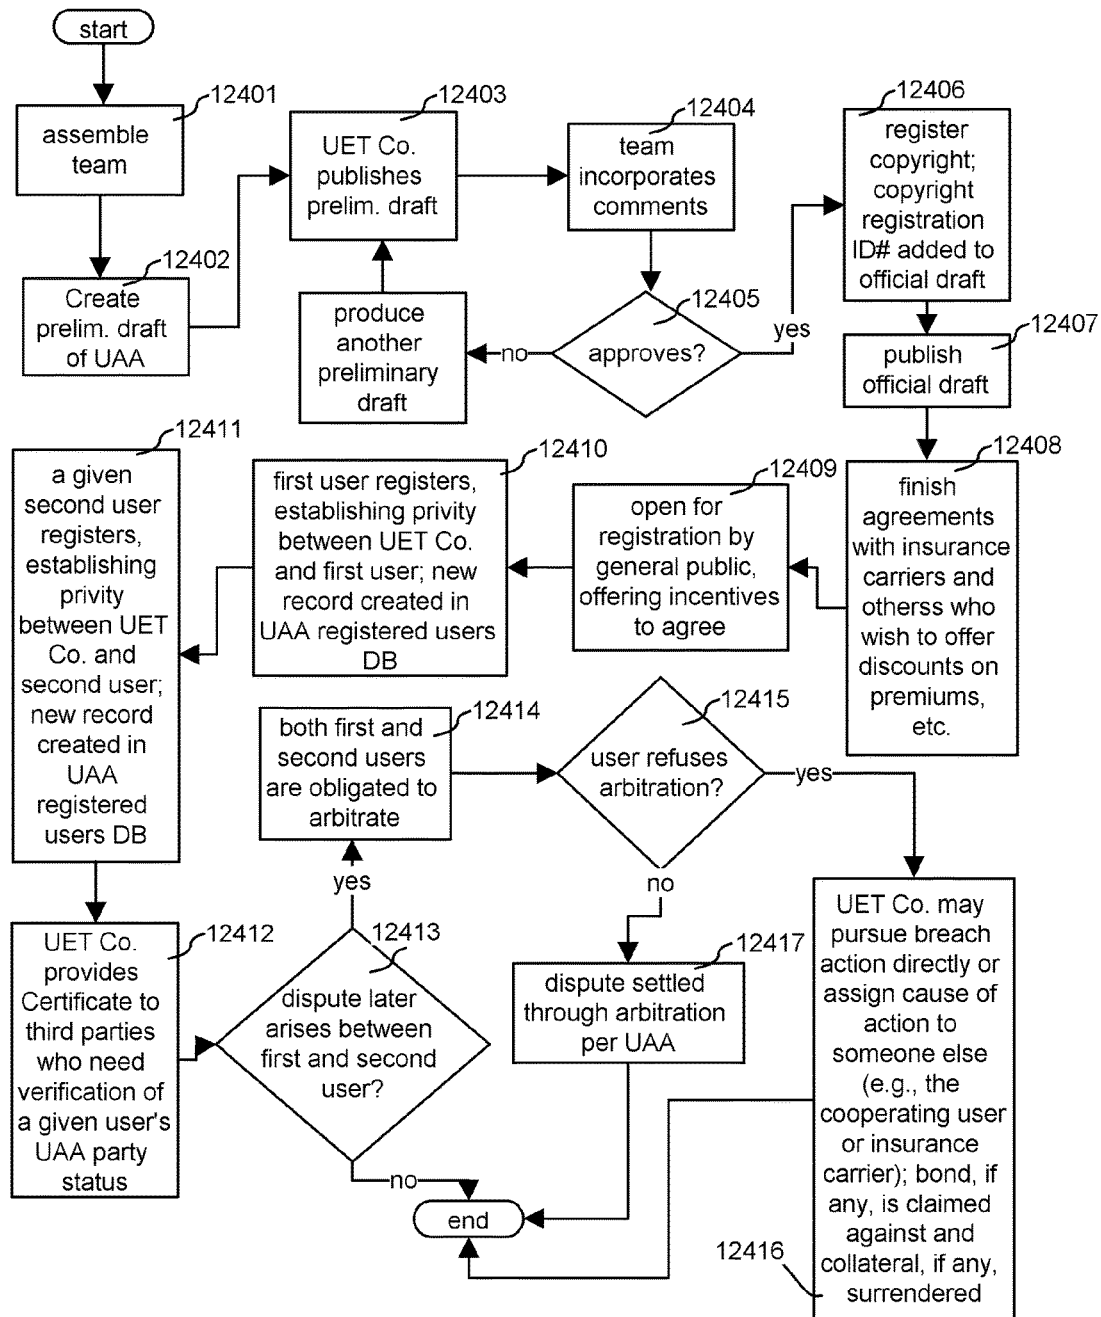 start
12401
assemble
team
12402
Create
prelim. draft
of UAA
12403
UET Co.
publishes
prelim. draft
12404
team
incorporates
comments
12405
approves?
no
produce
another
preliminary
draft
yes
12406
register
copyright;
copyright
registration
ID# added to
official draft
12407
publish
official draft
12408
finish
agreements
with insurance
carriers and
otherss who
wish to offer
discounts on
premiums,
etc.
12409
open for
registration by
general public,
offering incentives
to agree
12410
first user registers,
establishing privity
between UET Co.
and first user; new
record created in
UAA registered users
DB
12411
a given
second user
registers,
establishing
privity
between UET
Co. and
second user;
new record
created in
UAA
registered
users DB
12412
UET Co.
provides
Certificate to
third parties
who need
verification of
a given user's
UAA party
status
12413
dispute later
arises between
first and second
user?
yes
12414
both first and
second users
are obligated to
arbitrate
12415
user refuses
arbitration?
yes
no
12417
dispute settled
through arbitration
per UAA
UET Co. may
pursue breach
action directly or
assign cause of
action to
someone else
(e.g., the
cooperating user
or insurance
carrier); bond, if
any, is claimed
against and
collateral, if any,
surrendered
12416
no
end